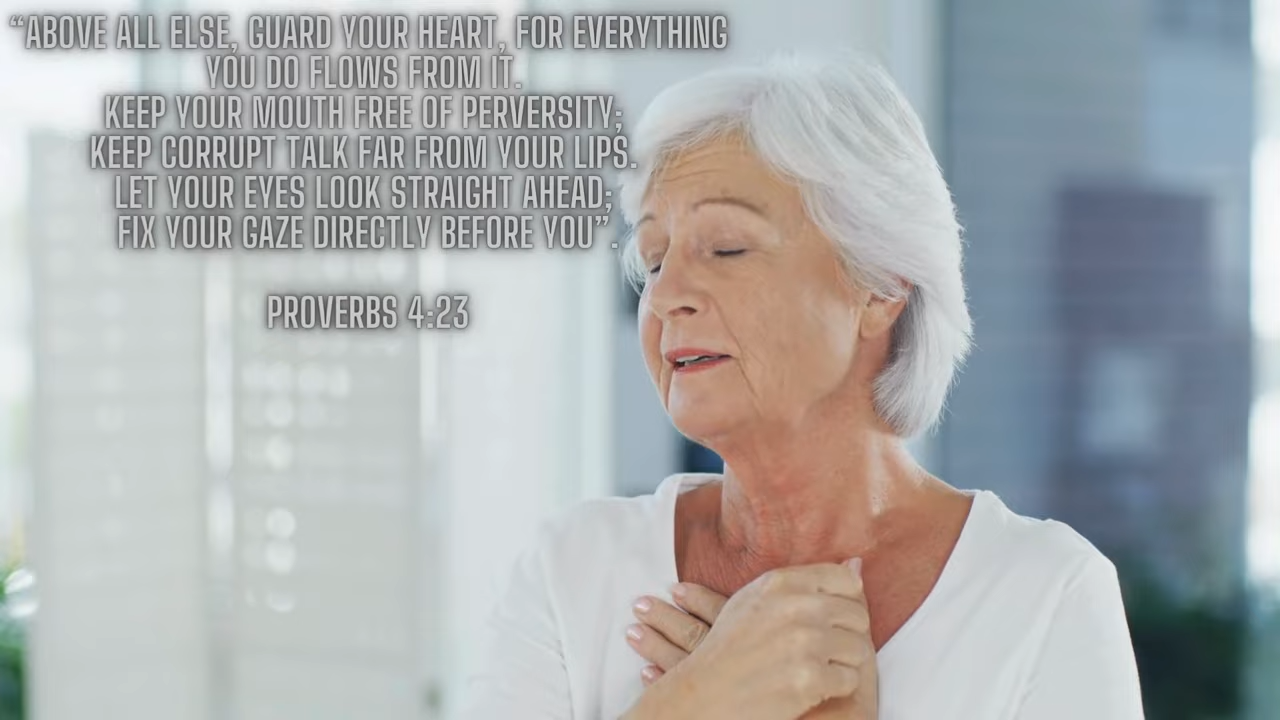 “ABOVE ALL ELSE, GUARD YOUR HEART, FOR EVERYTHING
YOU DO FLOWS FROM IT.
KEEP YOUR MOUTH FREE OF PERVERSITY;
KEEP CORRUPT TALK FAR FROM YOUR LIPS.
LET YOUR EYES LOOK STRAIGHT AHEAD;
FIX YOUR GAZE DIRECTLY BEFORE YOU”.
PROVERBS 4:23